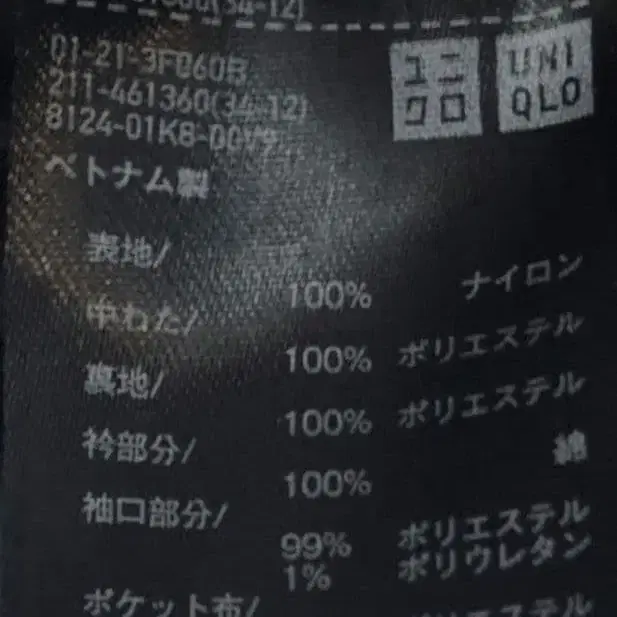 ユニ
クロ
UNI
QLO
211-461360(34-12)
ベトナム製
表地/
100% ナイロン
中わた/
100% ポリエステル
裏地/
100% ポリエステル
衿部分/
100% 綿
袖口部分/
99% ポリエステル
1% ポリウレタン
ポケット布/
ポリエステル